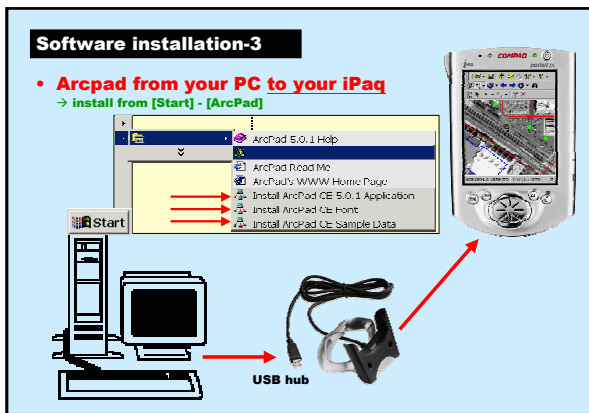 Software installation-3
• Arcpad from your PC to your iPaq
→ install from [Start] - [ArcPad]
ArcPad 5.0.1 Help
ArcPad Read Me
ArcPad's WWW Home Page
Install ArcPad CE 5.0.1 Application
Install ArcPad CE Font
Install ArcPad CE Sample Data
Start
USB hub
COMPAQ
pocket pc